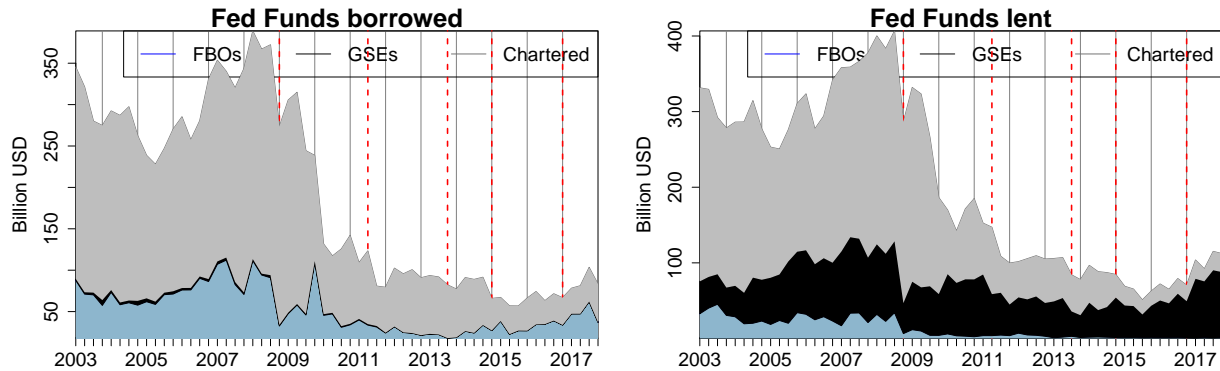 Fed Funds borrowed
FBOs GSEs Chartered
Billion USD
350
250
150
50
2003 2005 2007 2009 2011 2013 2015 2017
Fed Funds lent
FBOs GSEs Chartered
Billion USD
400
300
200
100
2003 2005 2007 2009 2011 2013 2015 2017